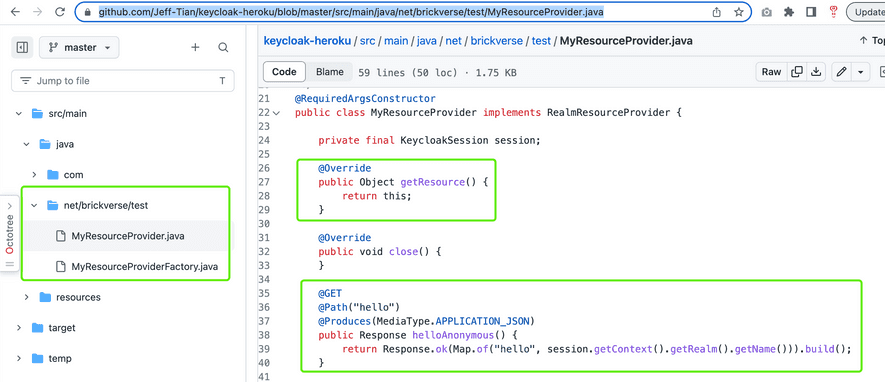 github.com/Jeff-Tian/keycloak-heroku/blob/master/src/main/java/net/brickverse/test/MyResourceProvider.java
Update
master
Jump to file
T
src/main
java
com
net/brickverse/test
MyResourceProvider.java
MyResourceProviderFactory.java
resources
target
temp
Octotree
keycloak-heroku / src / main / java / net / brickverse / test / MyResourceProvider.java
Top
Code Blame 59 lines (50 loc) · 1.75 KB
Raw
21 @RequiredArgsConstructor
22 public class MyResourceProvider implements RealmResourceProvider {
23
24 private final KeycloakSession session;
25
26 @Override
27 public Object getResource() {
28 return this;
29 }
30
31 @Override
32 public void close() {
33 }
34
35 @GET
36 @Path("hello")
37 @Produces(MediaType.APPLICATION_JSON)
38 public Response helloAnonymous() {
39 return Response.ok(Map.of("hello", session.getContext().getRealm().getName())).build();
40 }
41